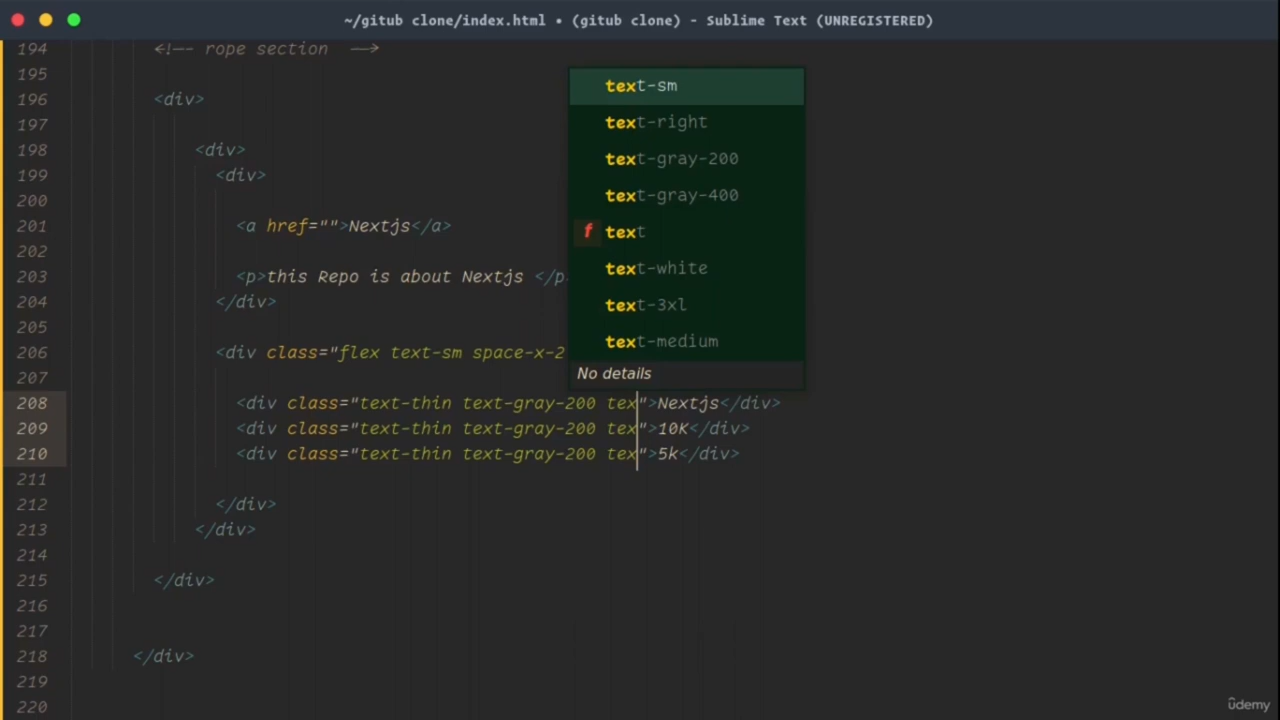 ~/gitub clone/index.html • (gitub clone) - Sublime Text (UNREGISTERED)
194 <!-- rope section -->
195
196 <div>
197
198 <div>
199 <div>
200
201 <a href="">Nextjs</a>
202
203 <p>this Repo is about Nextjs </p
204 </div>
205
206 <div class="flex text-sm space-x-2
207
208 <div class="text-thin text-gray-200 tex">Nextjs</div>
209 <div class="text-thin text-gray-200 tex">10K</div>
210 <div class="text-thin text-gray-200 tex">5k</div>
211
212 </div>
213 </div>
214
215 </div>
216
217
218 </div>
219
220
text-sm
text-right
text-gray-200
text-gray-400
f text
text-white
text-3xl
text-medium
No details
ûdemy